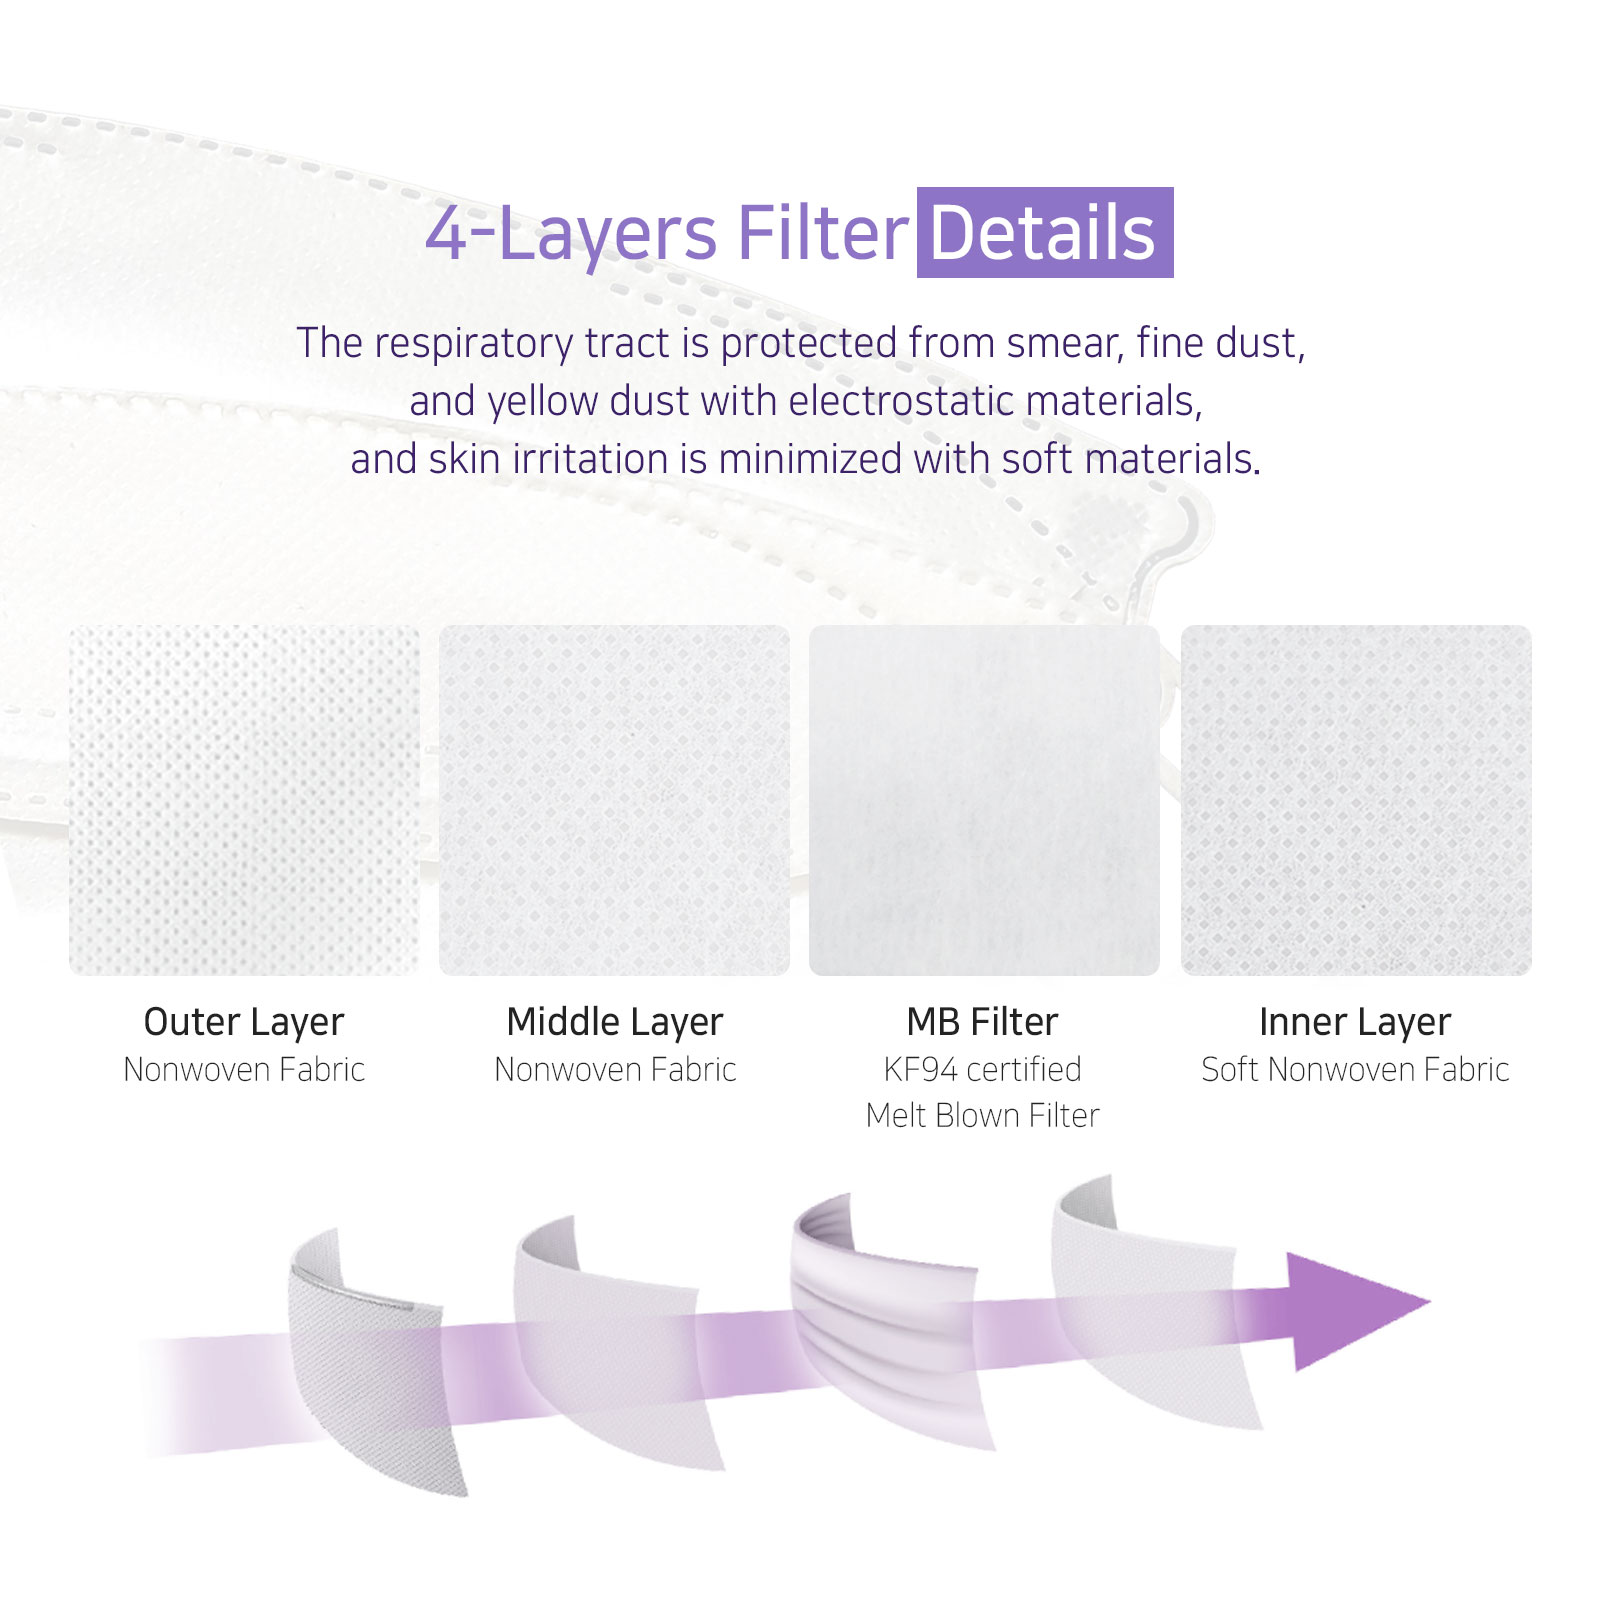 4-Layers Filter Details
The respiratory tract is protected from smear, fine dust,
and yellow dust with electrostatic materials,
and skin irritation is minimized with soft materials.
Outer Layer
Nonwoven Fabric
Middle Layer
Nonwoven Fabric
MB Filter
KF94 certified
Melt Blown Filter
Inner Layer
Soft Nonwoven Fabric